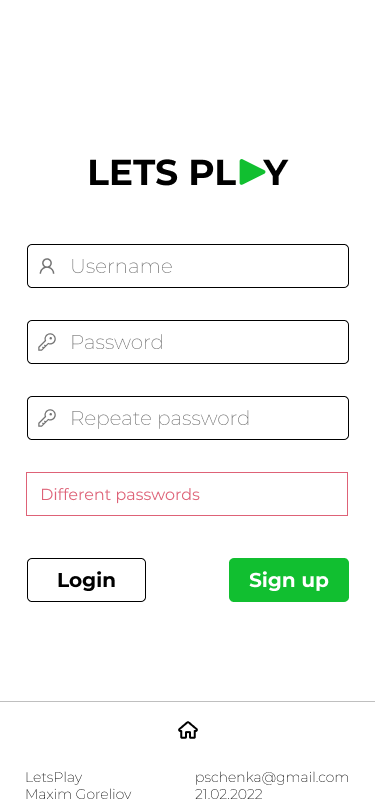 LETS PLAY
Username
Password
Repeate password
Different passwords
Login Sign up
LetsPlay pschenka@gmail.com
Maxim Goreliov 21.02.2022